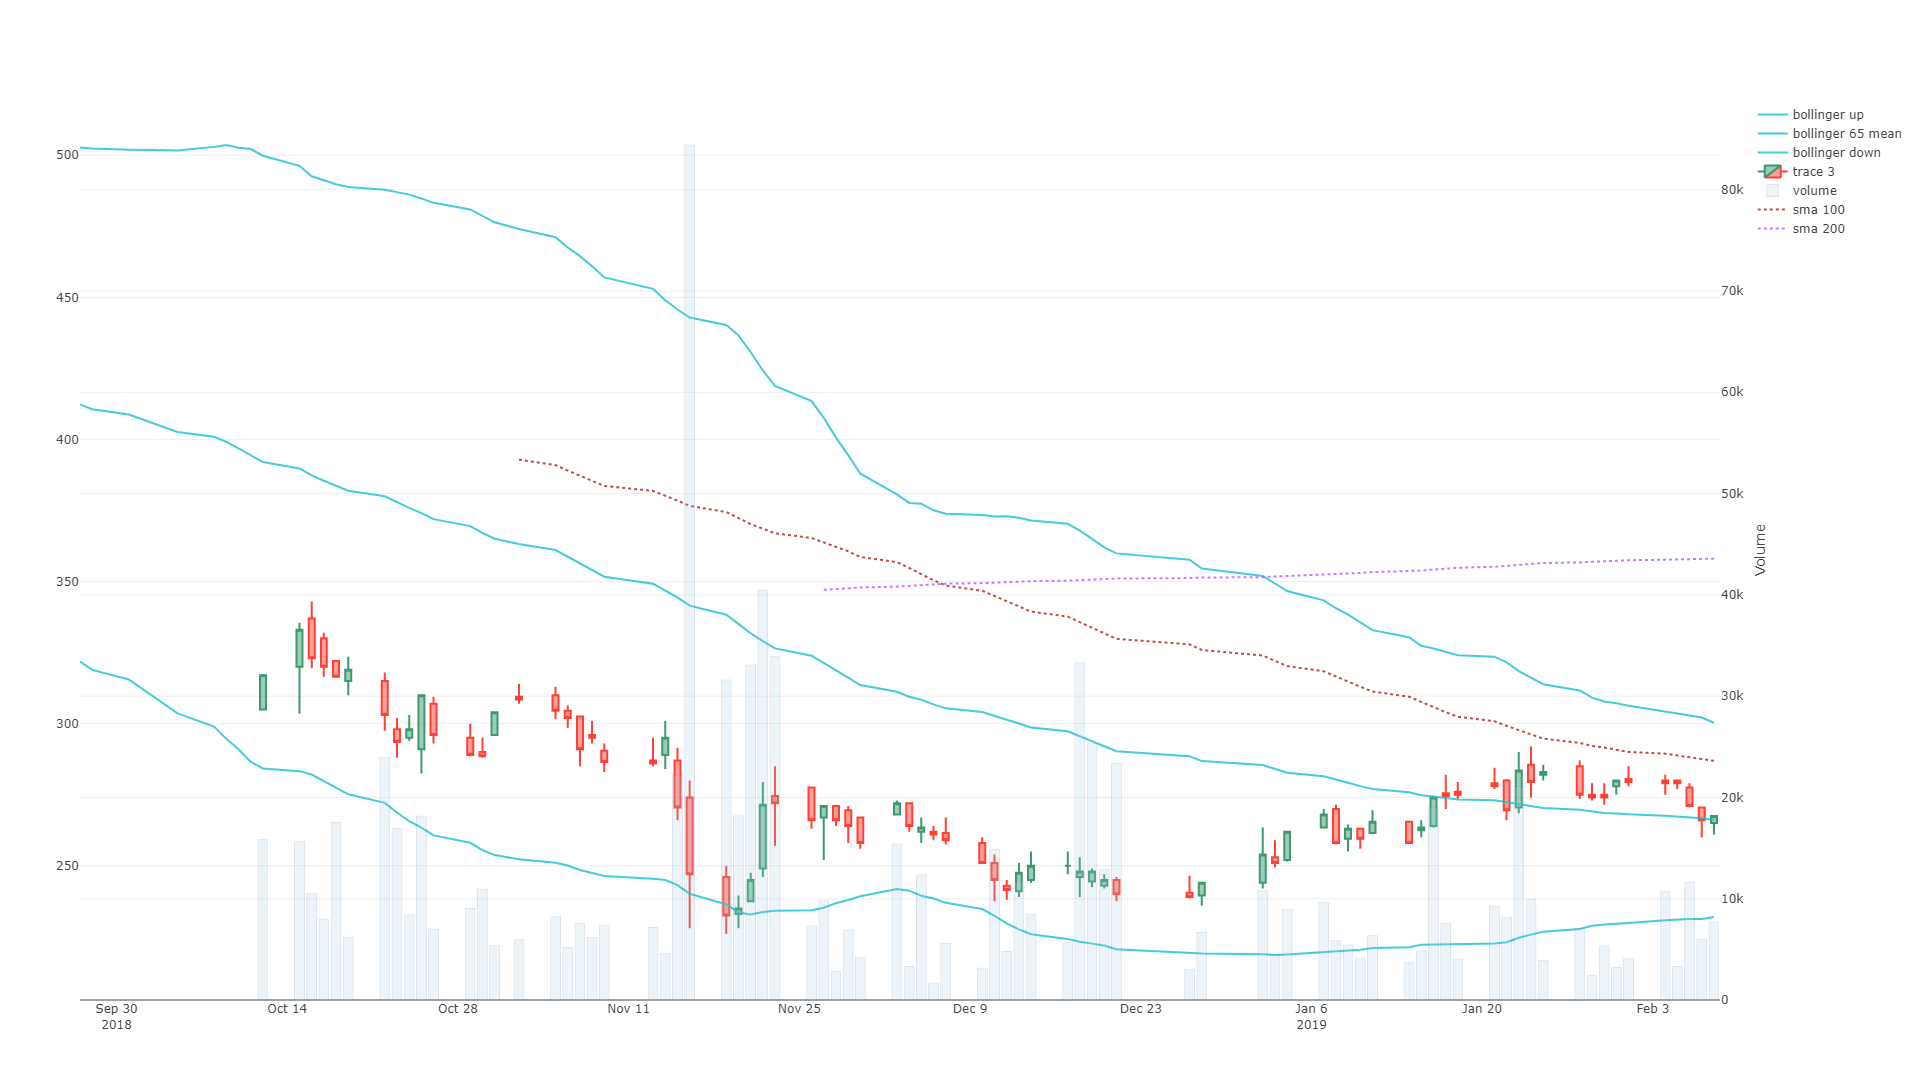 bollinger up
bollinger 65 mean
bollinger down
trace 3
volume
sma 100
sma 200
500
450
400
350
300
250
80k
70k
60k
50k
40k
30k
20k
10k
0
Volume
Sep 30
2018
Oct 14
Oct 28
Nov 11
Nov 25
Dec 9
Dec 23
Jan 6
2019
Jan 20
Feb 3